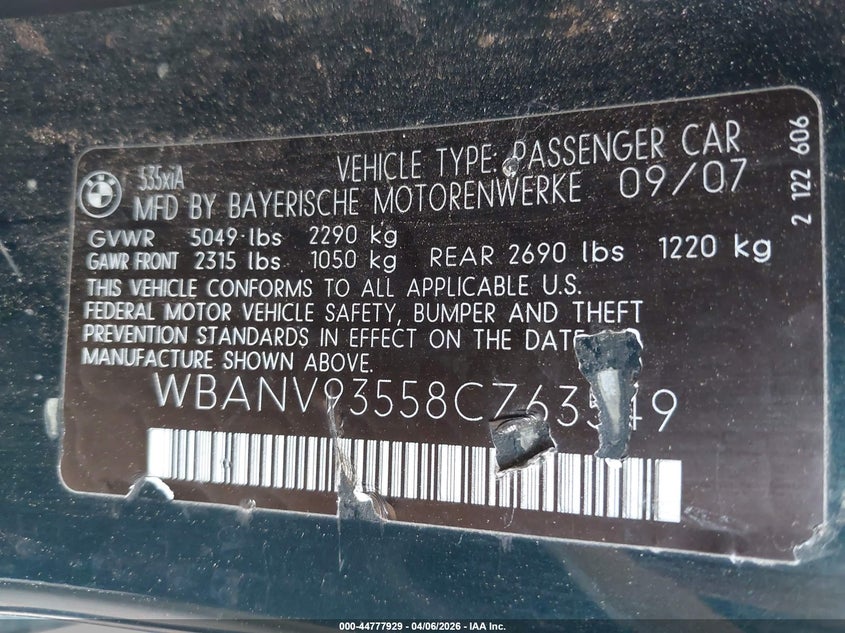 BMW
535xiA VEHICLE TYPE: PASSENGER CAR
MFD BY BAYERISCHE MOTORENWERKE 09/07
GVWR 5049 lbs 2290 kg
GAWR FRONT 2315 lbs 1050 kg REAR 2690 lbs 1220 kg
THIS VEHICLE CONFORMS TO ALL APPLICABLE U.S.
FEDERAL MOTOR VEHICLE SAFETY, BUMPER AND THEFT
PREVENTION STANDARDS IN EFFECT ON THE DATE
MANUFACTURE SHOWN ABOVE.
WBANV93558CZ63549
2 122 606
000-44777929 04/06/2026 - IAA Inc.